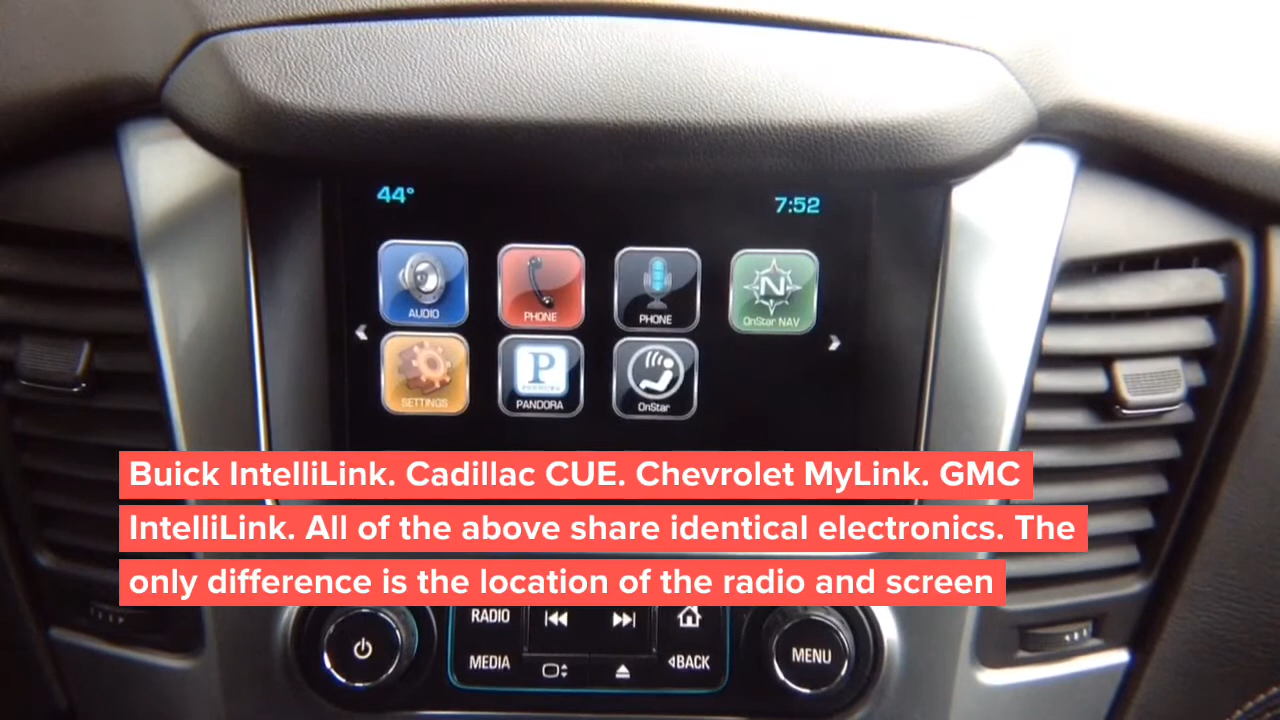 44°
7:52
AUDIO
PHONE
PHONE
N
OnStar NAV
SETTINGS
P
PANDORA
PANDORA
OnStar
Buick IntelliLink. Cadillac CUE. Chevrolet MyLink. GMC
IntelliLink. All of the above share identical electronics. The
only difference is the location of the radio and screen
RADIO
MEDIA
BACK
MENU